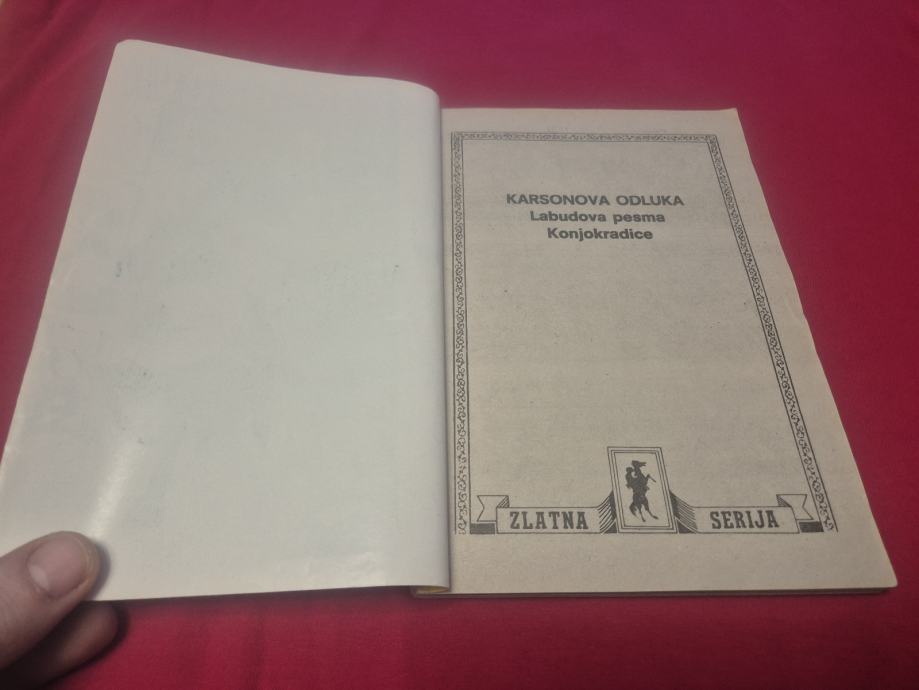 KARSONOVA ODLUKA
Labudova pesma
Konjokradice
ZLATNA SERIJA